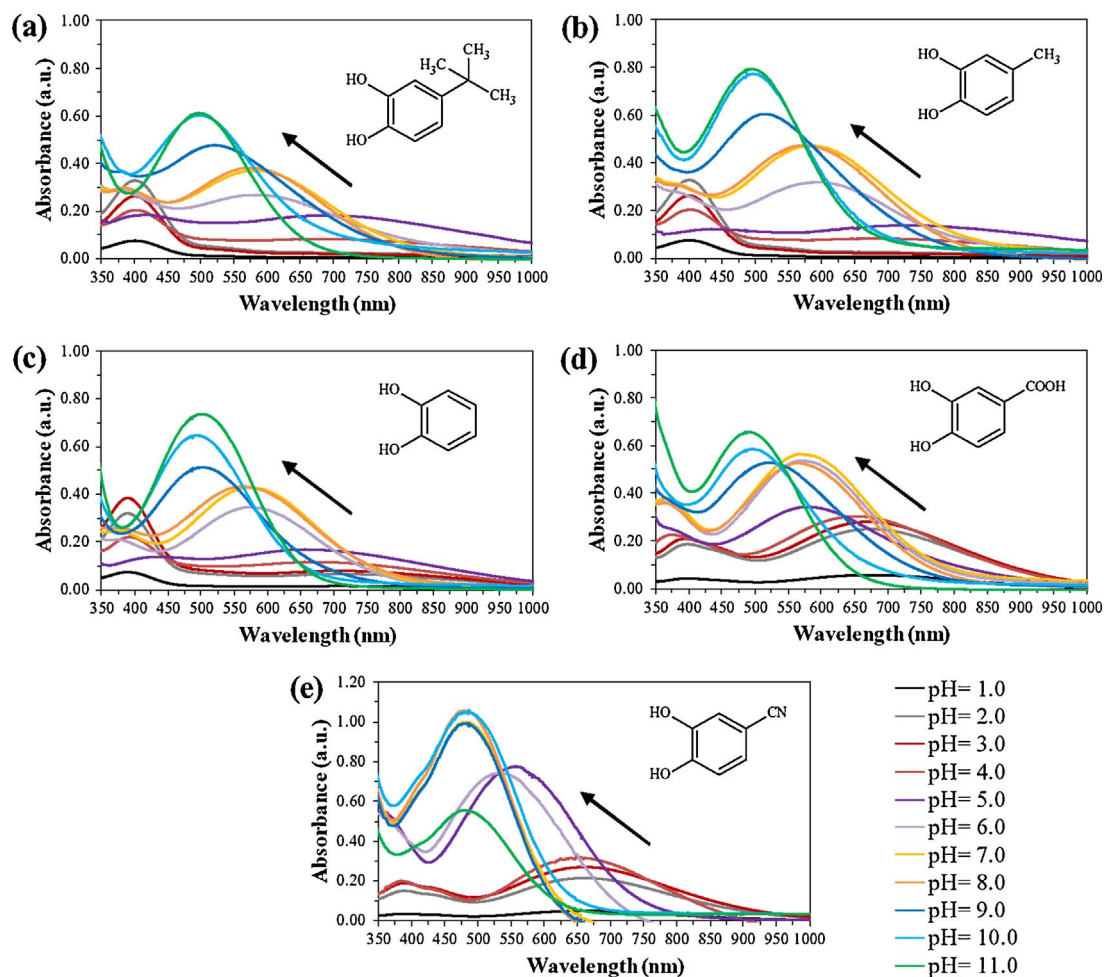 (a)
1.00
0.80
0.60
0.40
0.20
0.00
Absorbance (a.u.)
350 400 450 500 550 600 650 700 750 800 850 900 950 1000
Wavelength (nm)
HO
HO
H₃C
CH₃
CH₃
(b)
1.00
0.80
0.60
0.40
0.20
0.00
Absorbance (a.u)
350 400 450 500 550 600 650 700 750 800 850 900 950 1000
Wavelength (nm)
HO
HO
CH₃
(c)
1.00
0.80
0.60
0.40
0.20
0.00
Absorbance (a.u.)
350 400 450 500 550 600 650 700 750 800 850 900 950 1000
Wavelength (nm)
HO
HO
(d)
1.00
0.80
0.60
0.40
0.20
0.00
Absorbance (a.u.)
350 400 450 500 550 600 650 700 750 800 850 900 950 1000
Wavelength (nm)
HO
HO
COOH
(e)
1.20
1.00
0.80
0.60
0.40
0.20
0.00
Absorbance (a.u.)
350 400 450 500 550 600 650 700 750 800 850 900 950 1000
Wavelength (nm)
HO
HO
CN
pH= 1.0
pH= 2.0
pH= 3.0
pH= 4.0
pH= 5.0
pH= 6.0
pH= 7.0
pH= 8.0
pH= 9.0
pH= 10.0
pH= 11.0